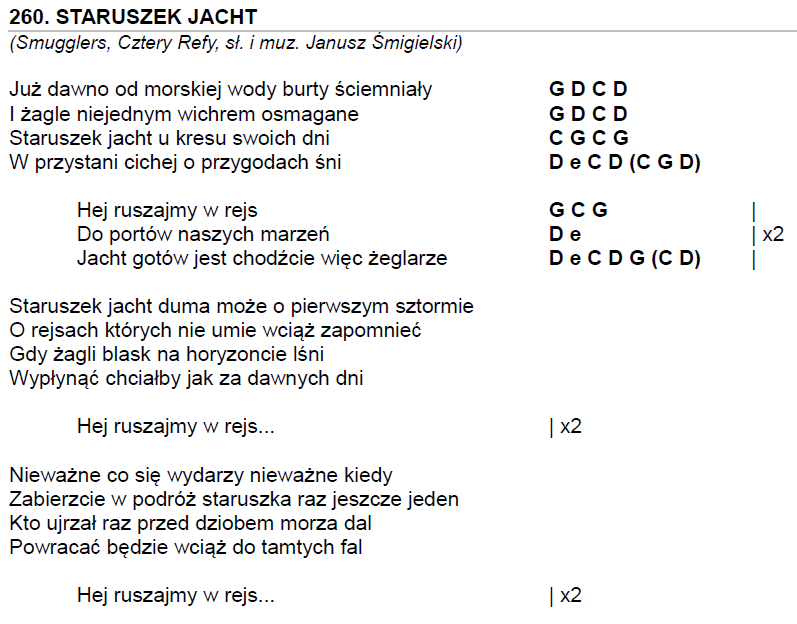 260. STARUSZEK JACHT
(Smugglers, Cztery Refy, sł. i muz. Janusz Śmigielski)
Już dawno od morskiej wody burty ściemniały G D C D
I żagle niejednym wichrem osmagane G D C D
Staruszek jacht u kresu swoich dni C G C G
W przystani cichej o przygodach śni D e C D (C G D)
Hej ruszajmy w rejs G C G |
Do portów naszych marzeń D e | x2
Jacht gotów jest chodźcie więc żeglarze D e C D G (C D) |
Staruszek jacht duma może o pierwszym sztormie
O rejsach których nie umie wciąż zapomnieć
Gdy żagli blask na horyzoncie lśni
Wypłynąć chciałby jak za dawnych dni
Hej ruszajmy w rejs... | x2
Nieważne co się wydarzy nieważne kiedy
Zabierzcie w podróż staruszka raz jeszcze jeden
Kto ujrzał raz przed dziobem morza dal
Powracać będzie wciąż do tamtych fal
Hej ruszajmy w rejs... | x2